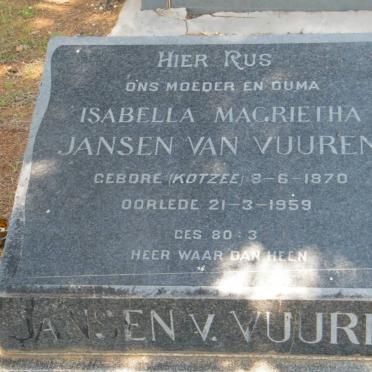 HIER RUS
ONS MOEDER EN OUMA
ISABELLA MAGRIETHA
JANSEN VAN VUUREN
GEBORE (KOTZEE) 8-6-1870
OORLEDE 21-3-1959
GES 80:3
HEER WAAR DAN HEEN
JANSEN V. VUURE